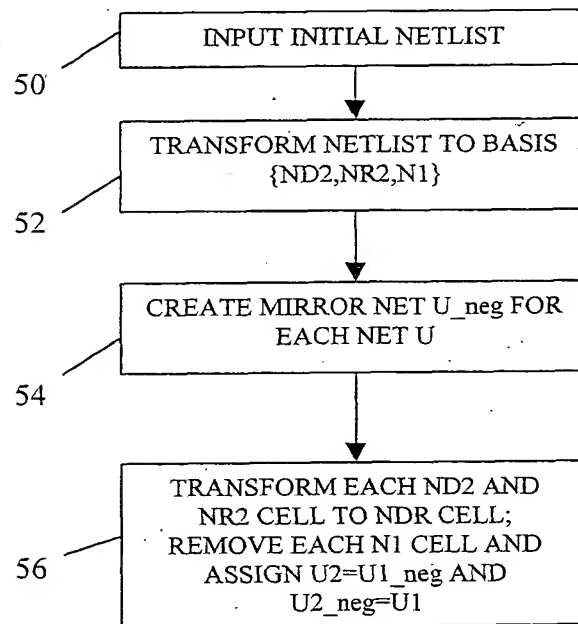 INPUT INITIAL NETLIST
50
TRANSFORM NETLIST TO BASIS
{ND2,NR2,N1}
52
CREATE MIRROR NET U_neg FOR
EACH NET U
54
TRANSFORM EACH ND2 AND
NR2 CELL TO NDR CELL;
REMOVE EACH N1 CELL AND
ASSIGN U2=U1_neg AND
U2_neg=U1
56